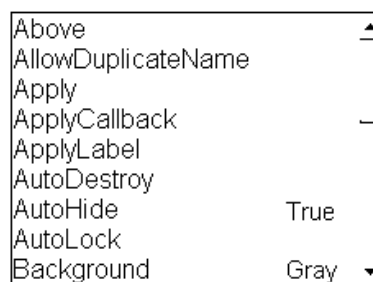 Above
AllowDuplicateName
Apply
ApplyCallback
ApplyLabel
AutoDestroy
AutoHide True
AutoLock
Background Gray